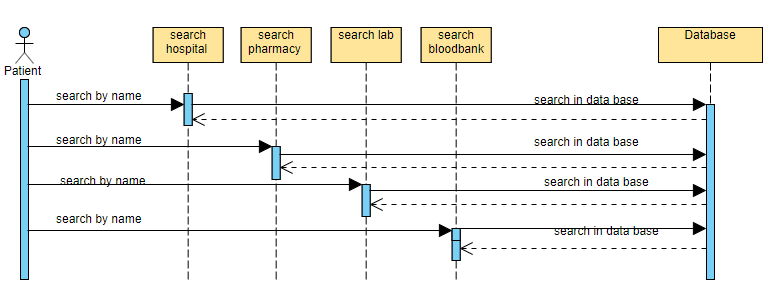 search
hospital
search
pharmacy
search lab
search
bloodbank
Database
Patient
search by name
search in data base
search by name
search in data base
search by name
search in data base
search by name
search in data base